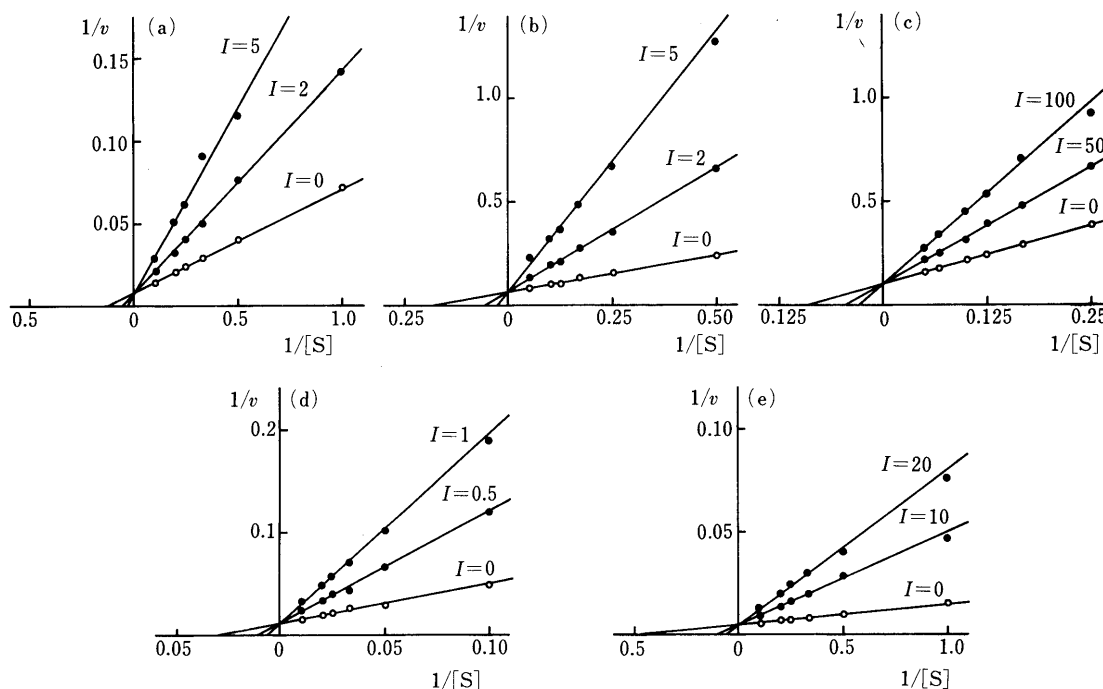 1/v (a)
I=5
0.15
I=2
0.10
I=0
0.05
0.5 0 0.5 1.0
1/[S]
1/v (b)
I=5
1.0
I=2
0.5
I=0
0.25 0 0.25 0.50
1/[S]
1/v (c)
1.0
I=100
I=50
0.5
I=0
0.125 0 0.125 0.25
1/[S]
1/v (d)
0.2
I=1
I=0.5
0.1
I=0
0.05 0 0.05 0.10
1/[S]
1/v (e)
0.10
I=20
I=10
0.05
I=0
0.5 0 0.5 1.0
1/[S]